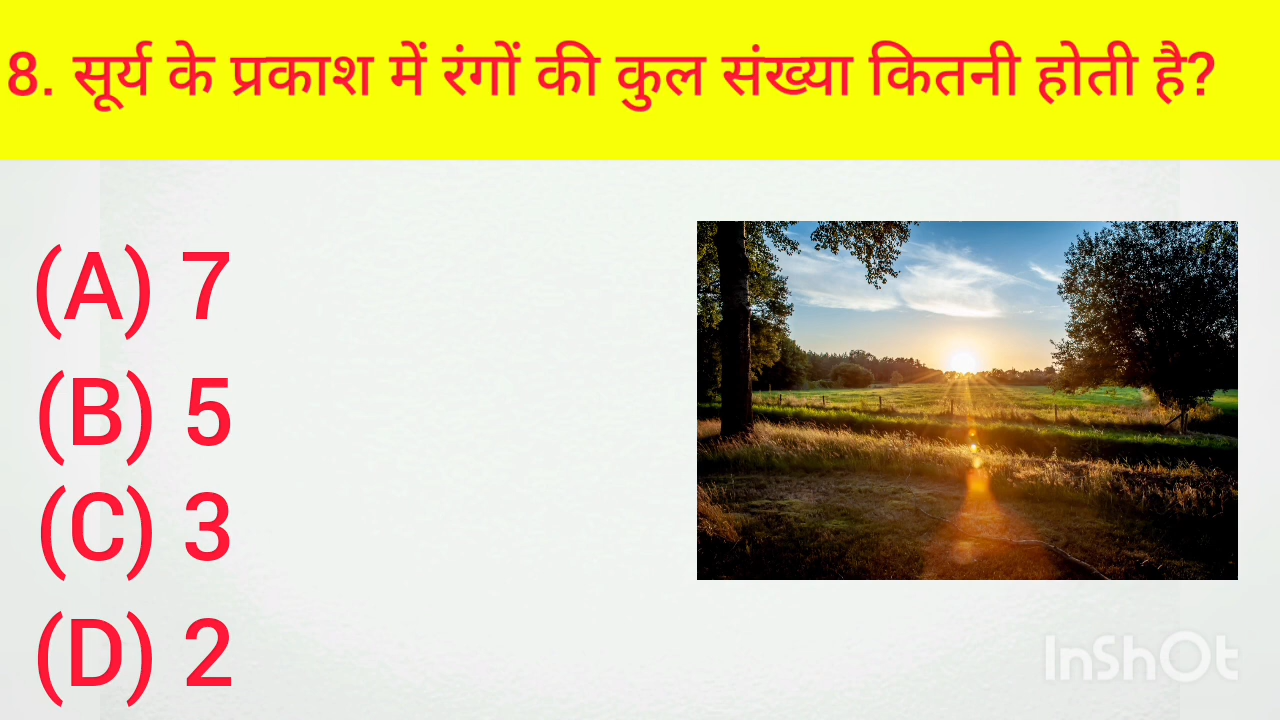 8. सूर्य के प्रकाश में रंगों की कुल संख्या कितनी होती है?
(A) 7
(B) 5
(C) 3
(D) 2
InShOt